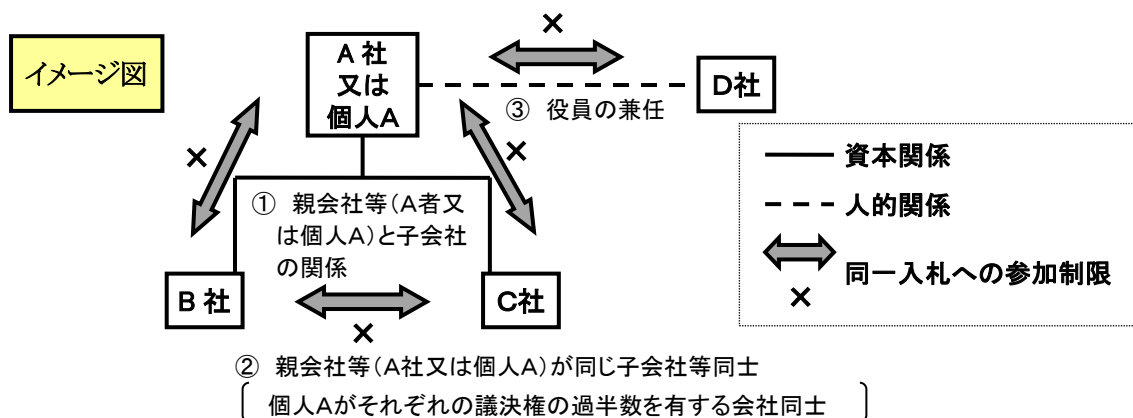 イメージ図
A 社
又は
個人A
×
D社
③ 役員の兼任
×
×
① 親会社等(A者又
は個人A)と子会社
の関係
B 社
C社
×
資本関係
人的関係
同一入札への参加制限
×
② 親会社等(A社又は個人A)が同じ子会社等同士
個人Aがそれぞれの議決権の過半数を有する会社同士